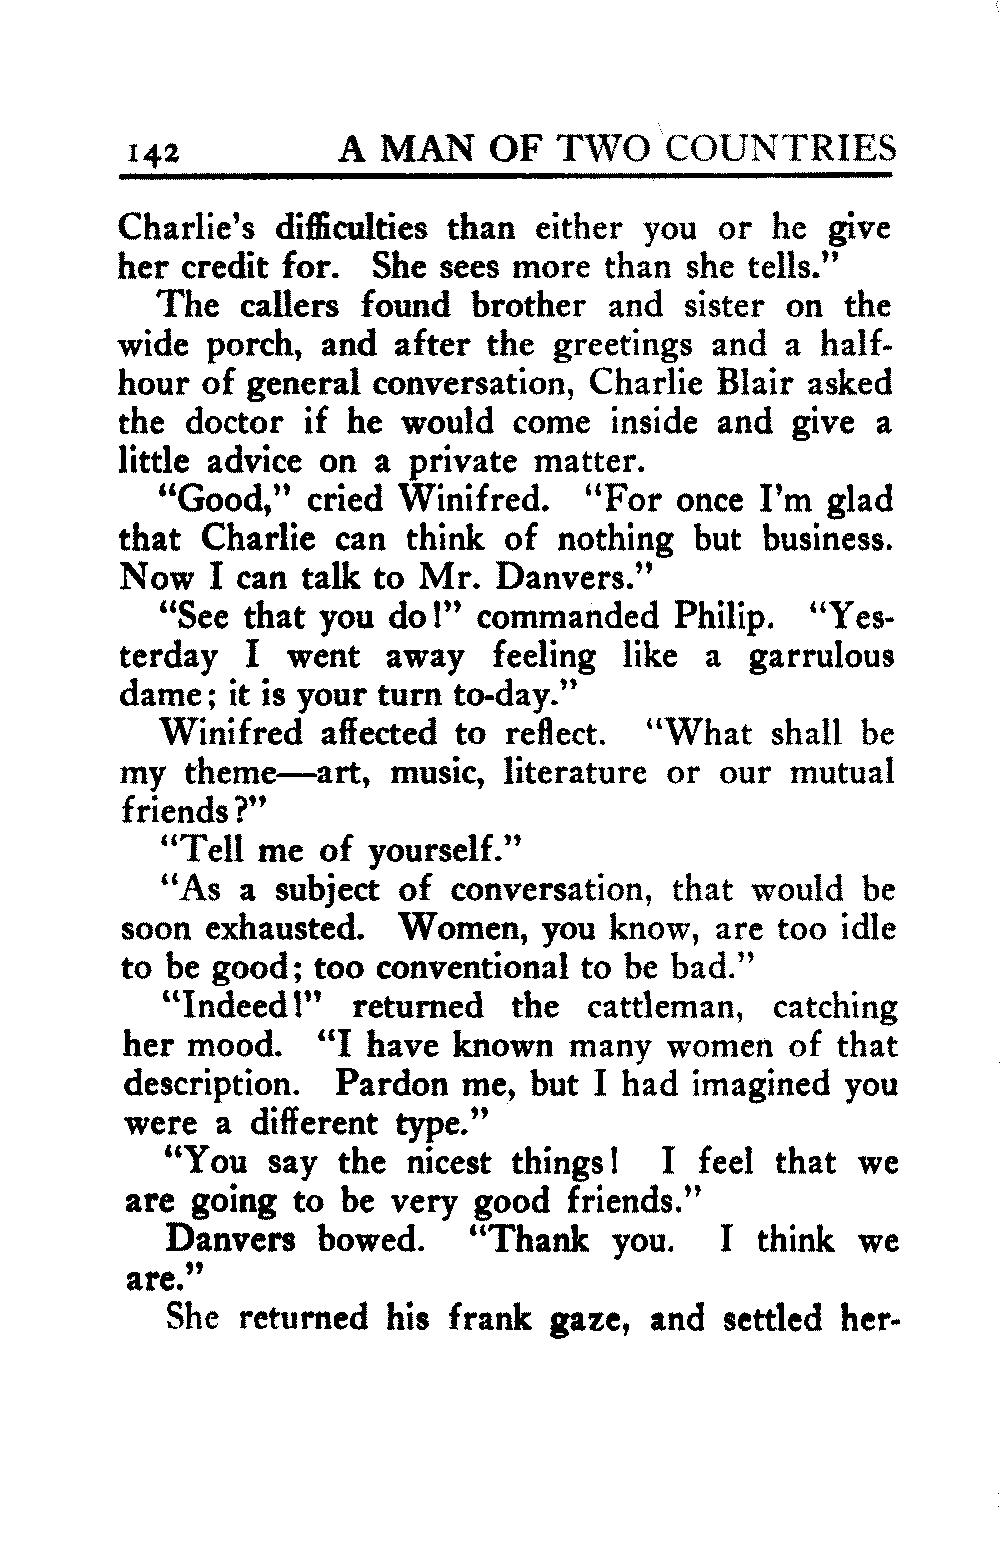 142 A MAN OF TWO COUNTRIES
Charlie's difficulties than either you or he give
her credit for. She sees more than she tells."
The callers found brother and sister on the
wide porch, and after the greetings and a half-
hour of general conversation, Charlie Blair asked
the doctor if he would come inside and give a
little advice on a private matter.
"Good," cried Winifred. "For once I'm glad
that Charlie can think of nothing but business.
Now I can talk to Mr. Danvers."
"See that you do!" commanded Philip. "Yes-
terday I went away feeling like a garrulous
dame; it is your turn to-day."
Winifred affected to reflect. "What shall be
my theme—art, music, literature or our mutual
friends?"
"Tell me of yourself."
"As a subject of conversation, that would be
soon exhausted. Women, you know, are too idle
to be good; too conventional to be bad."
"Indeed!" returned the cattleman, catching
her mood. "I have known many women of that
description. Pardon me, but I had imagined you
were a different type."
"You say the nicest things! I feel that we
are going to be very good friends."
Danvers bowed. "Thank you. I think we
are."
She returned his frank gaze, and settled her-